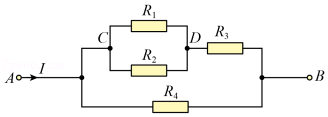 R₁
C D
R₂ R₃
A I B
R₄